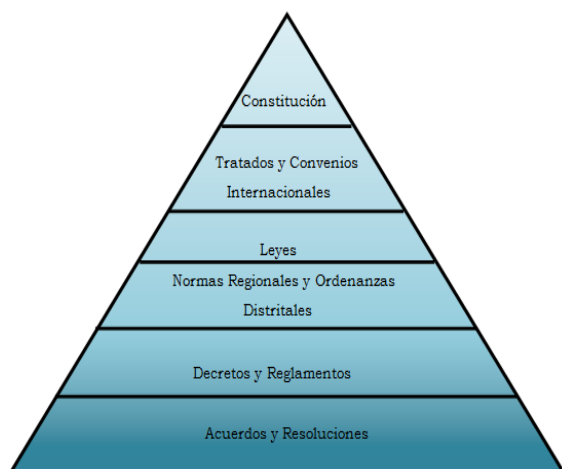 Constitución
Tratados y Convenios
Internacionales
Leyes
Normas Regionales y Ordenanzas
Distritales
Decretos y Reglamentos
Acuerdos y Resoluciones